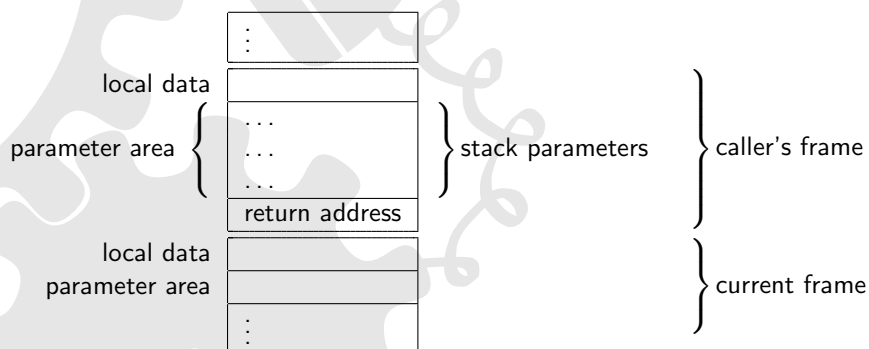 ⋮
local data
. . .
parameter area { . . . } stack parameters } caller's frame
. . .
return address
local data
parameter area } current frame
⋮